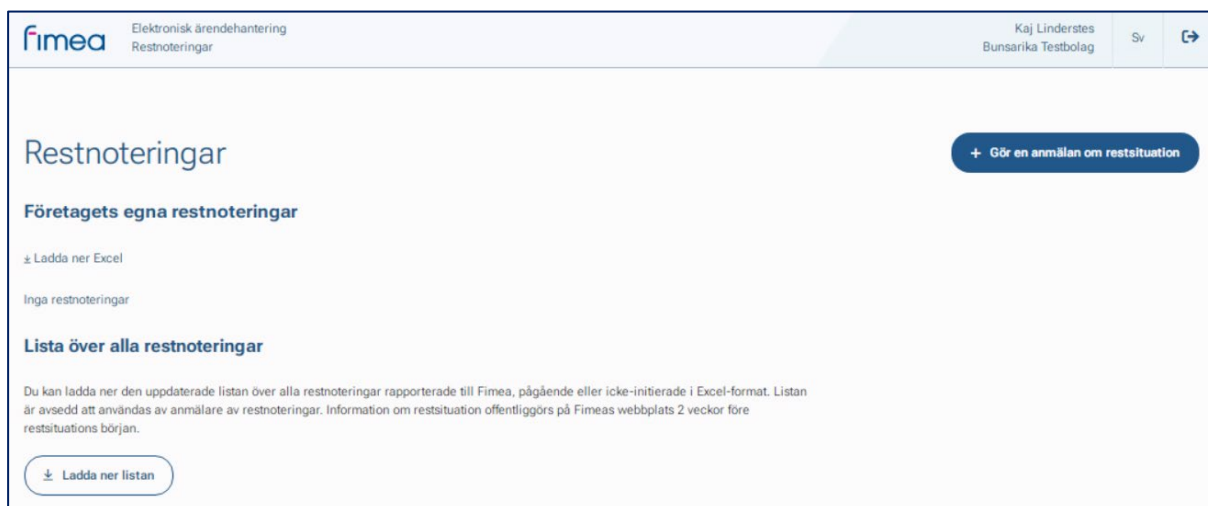 Fimea
Elektronisk ärendehantering
Restnoteringar
Kaj Linderstes
Bunsarika Testbolag
Sv
Restnoteringar
+ Gör en anmälan om restsituation
Företagets egna restnoteringar
Ladda ner Excel
Inga restnoteringar
Lista över alla restnoteringar
Du kan ladda ner den uppdaterade listan över alla restnoteringar rapporterade till Fimea, pågående eller icke-initierade i Excel-format. Listan
är avsedd att användas av anmälare av restnoteringar. Information om restsituation offentliggörs på Fimeas webbplats 2 veckor före
restsituations början.
Ladda ner listan